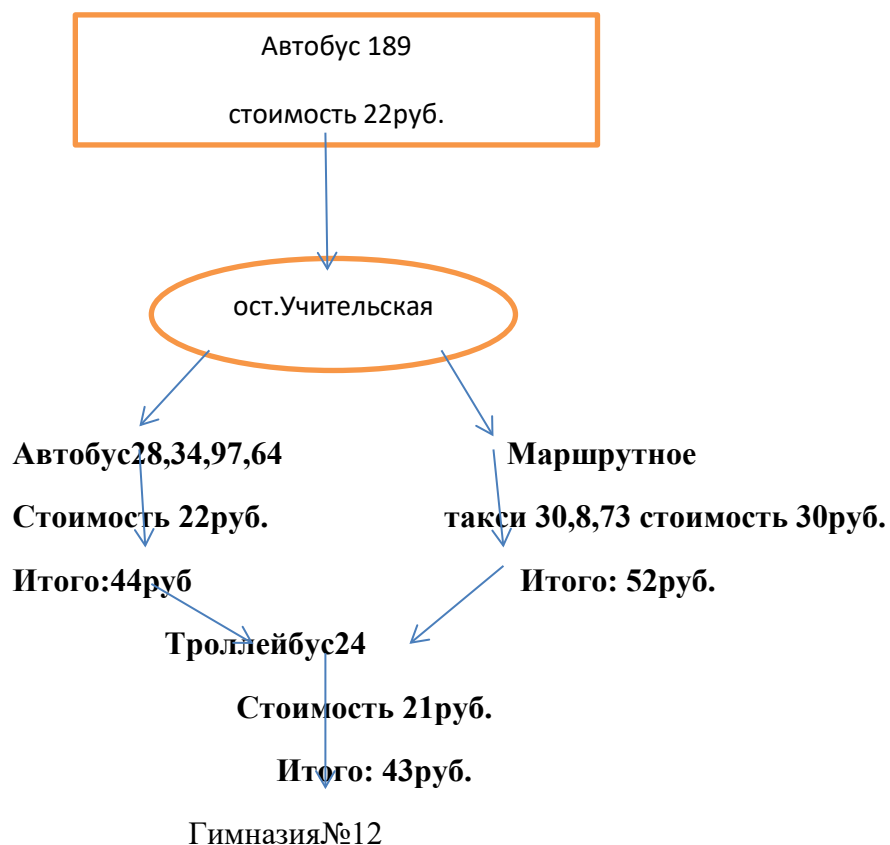 Автобус 189
стоимость 22руб.
ост.Учительская
Автобус28,34,97,64
Маршрутное
Стоимость 22руб.
такси 30,8,73 стоимость 30руб.
Итого:44руб
Итого: 52руб.
Троллейбус24
Стоимость 21руб.
Итого: 43руб.
Гимназия№12